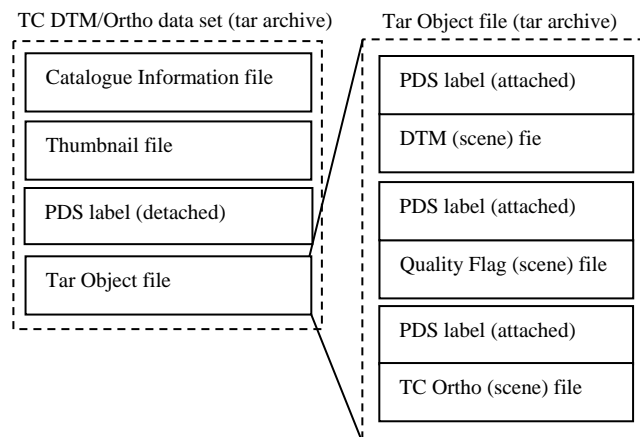 TC DTM/Ortho data set (tar archive)
Catalogue Information file
Thumbnail file
PDS label (detached)
Tar Object file
Tar Object file (tar archive)
PDS label (attached)
DTM (scene) fie
PDS label (attached)
Quality Flag (scene) file
PDS label (attached)
TC Ortho (scene) file